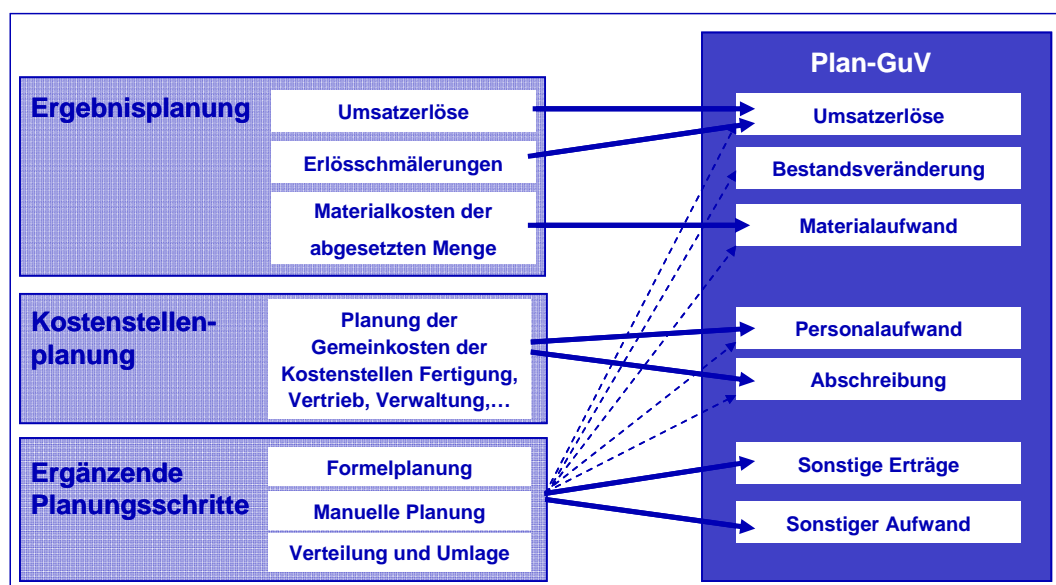 Ergebnisplanung
Umsatzerlöse
Erlösschmälerungen
Materialkosten der
abgesetzten Menge
Kostenstellen-
planung
Planung der
Gemeinkosten der
Kostenstellen Fertigung,
Vertrieb, Verwaltung,...
Ergänzende
Planungsschritte
Formelplanung
Manuelle Planung
Verteilung und Umlage
Plan-GuV
Umsatzerlöse
Bestandsveränderung
Materialaufwand
Personalaufwand
Abschreibung
Sonstige Erträge
Sonstiger Aufwand